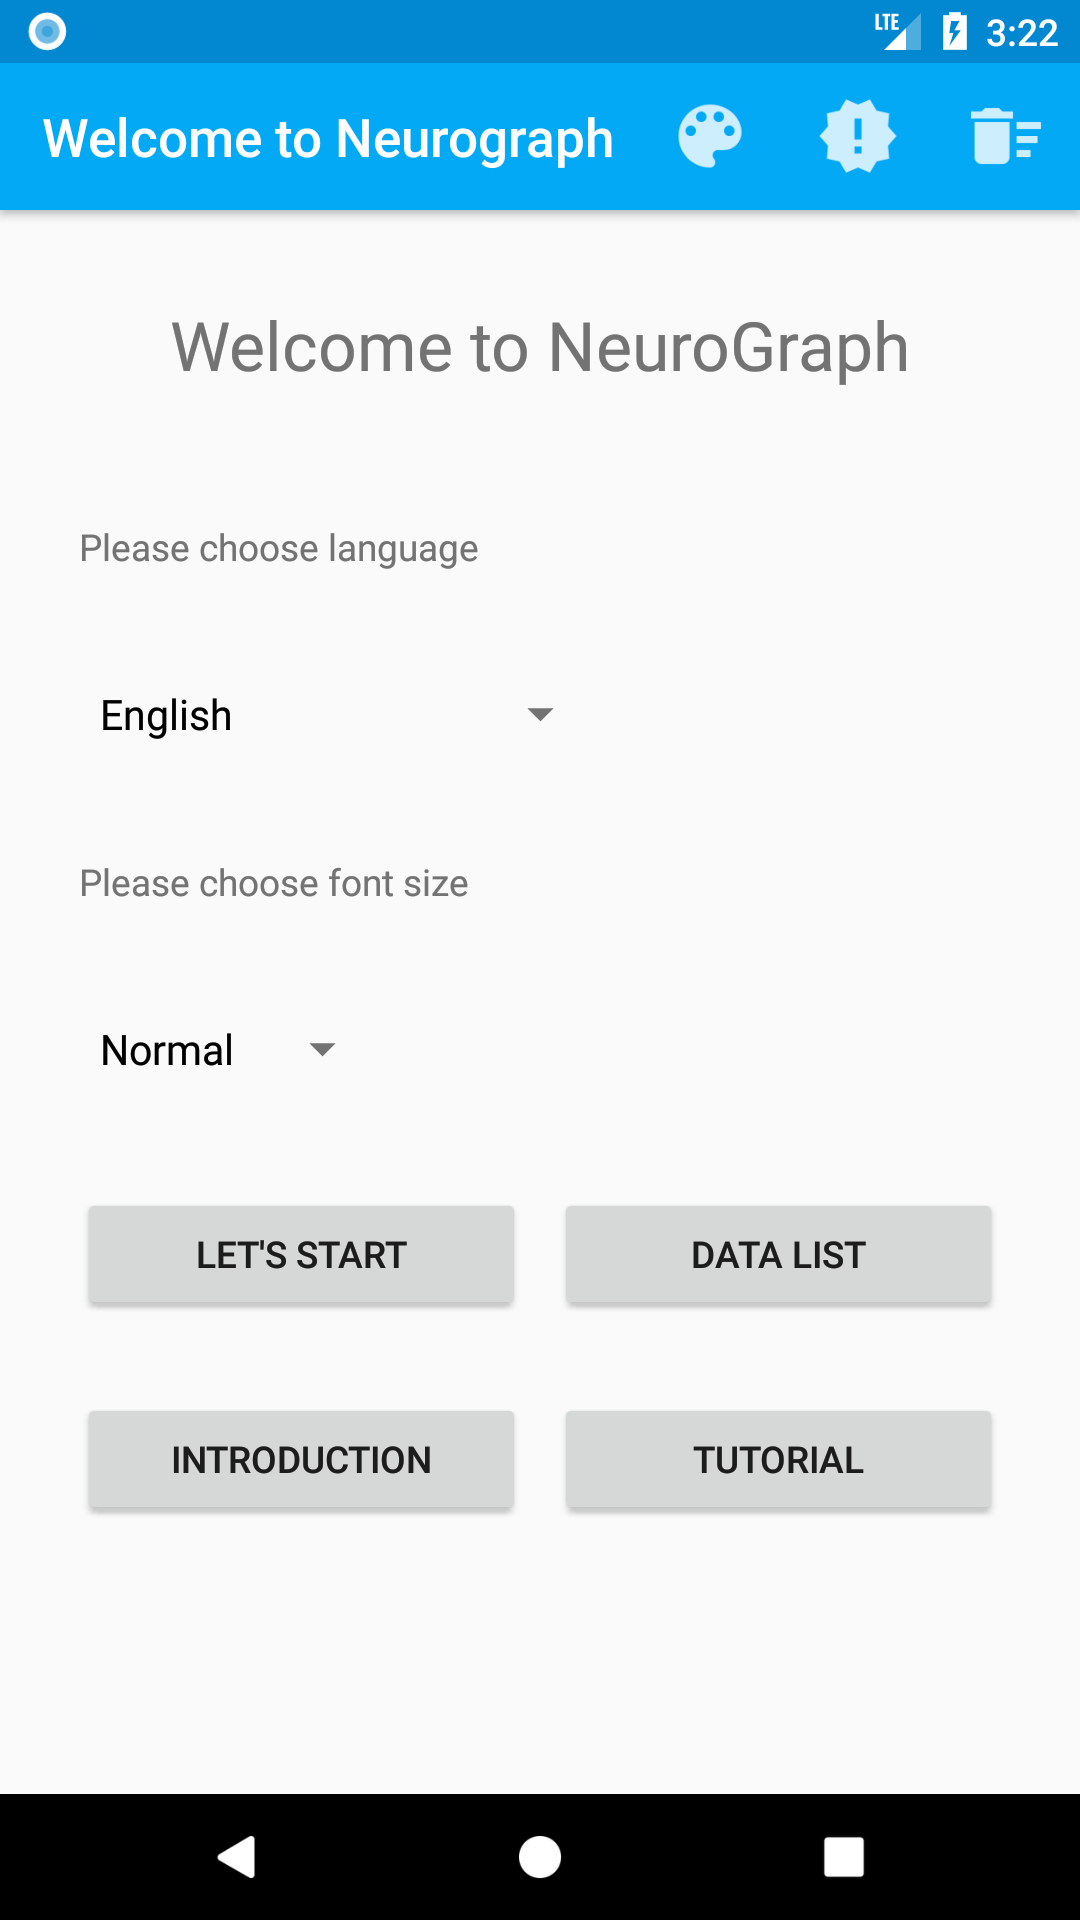 LTE 3:22
Welcome to Neurograph
Welcome to NeuroGraph
Please choose language
English
Please choose font size
Normal
LET'S START DATA LIST
INTRODUCTION TUTORIAL